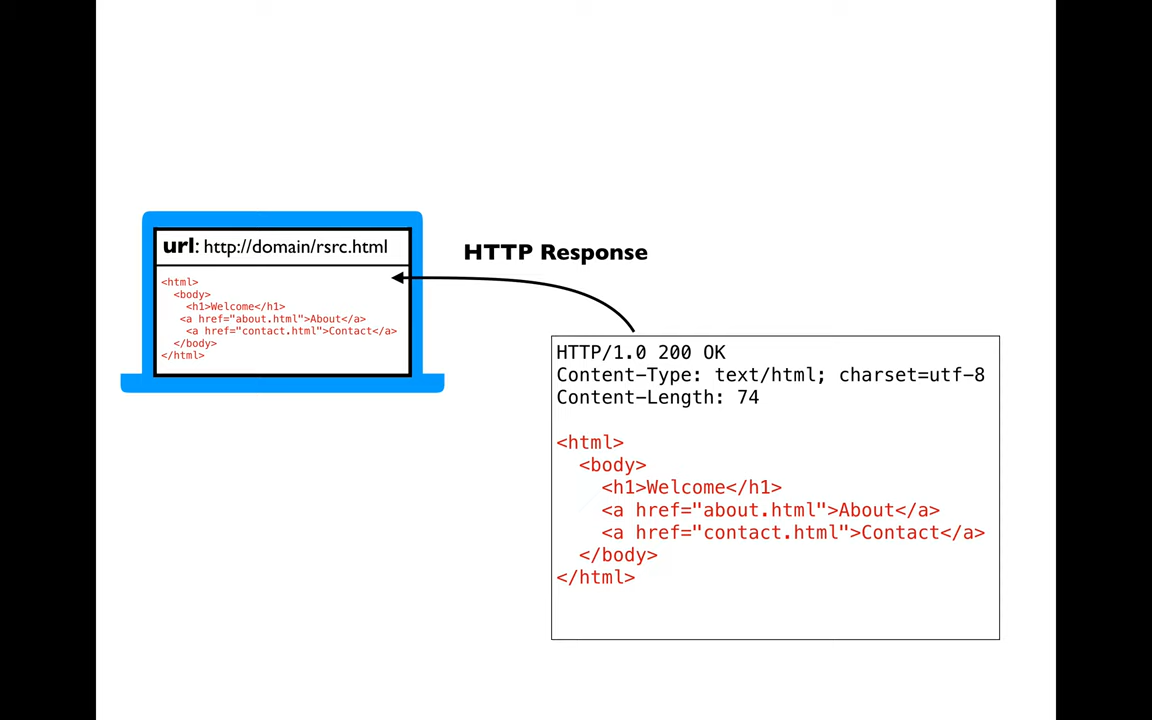 url: http://domain/rsrc.html
<html>
  <body>
    <h1>Welcome</h1>
   <a href="about.html">About</a>
    <a href="contact.html">Contact</a>
  </body>
</html>
HTTP Response
HTTP/1.0 200 OK
Content-Type: text/html; charset=utf-8
Content-Length: 74

<html>
  <body>
    <h1>Welcome</h1>
    <a href="about.html">About</a>
    <a href="contact.html">Contact</a>
  </body>
</html>